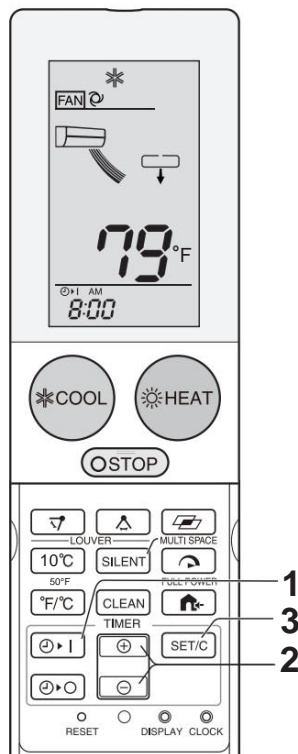 FAN
79°F
AM
8:00
COOL
HEAT
STOP
LOUVER MULTI SPACE
10°C SILENT
50°F FULL POWER
°F/°C CLEAN
TIMER
SET/C
RESET DISPLAY CLOCK
1
3
2